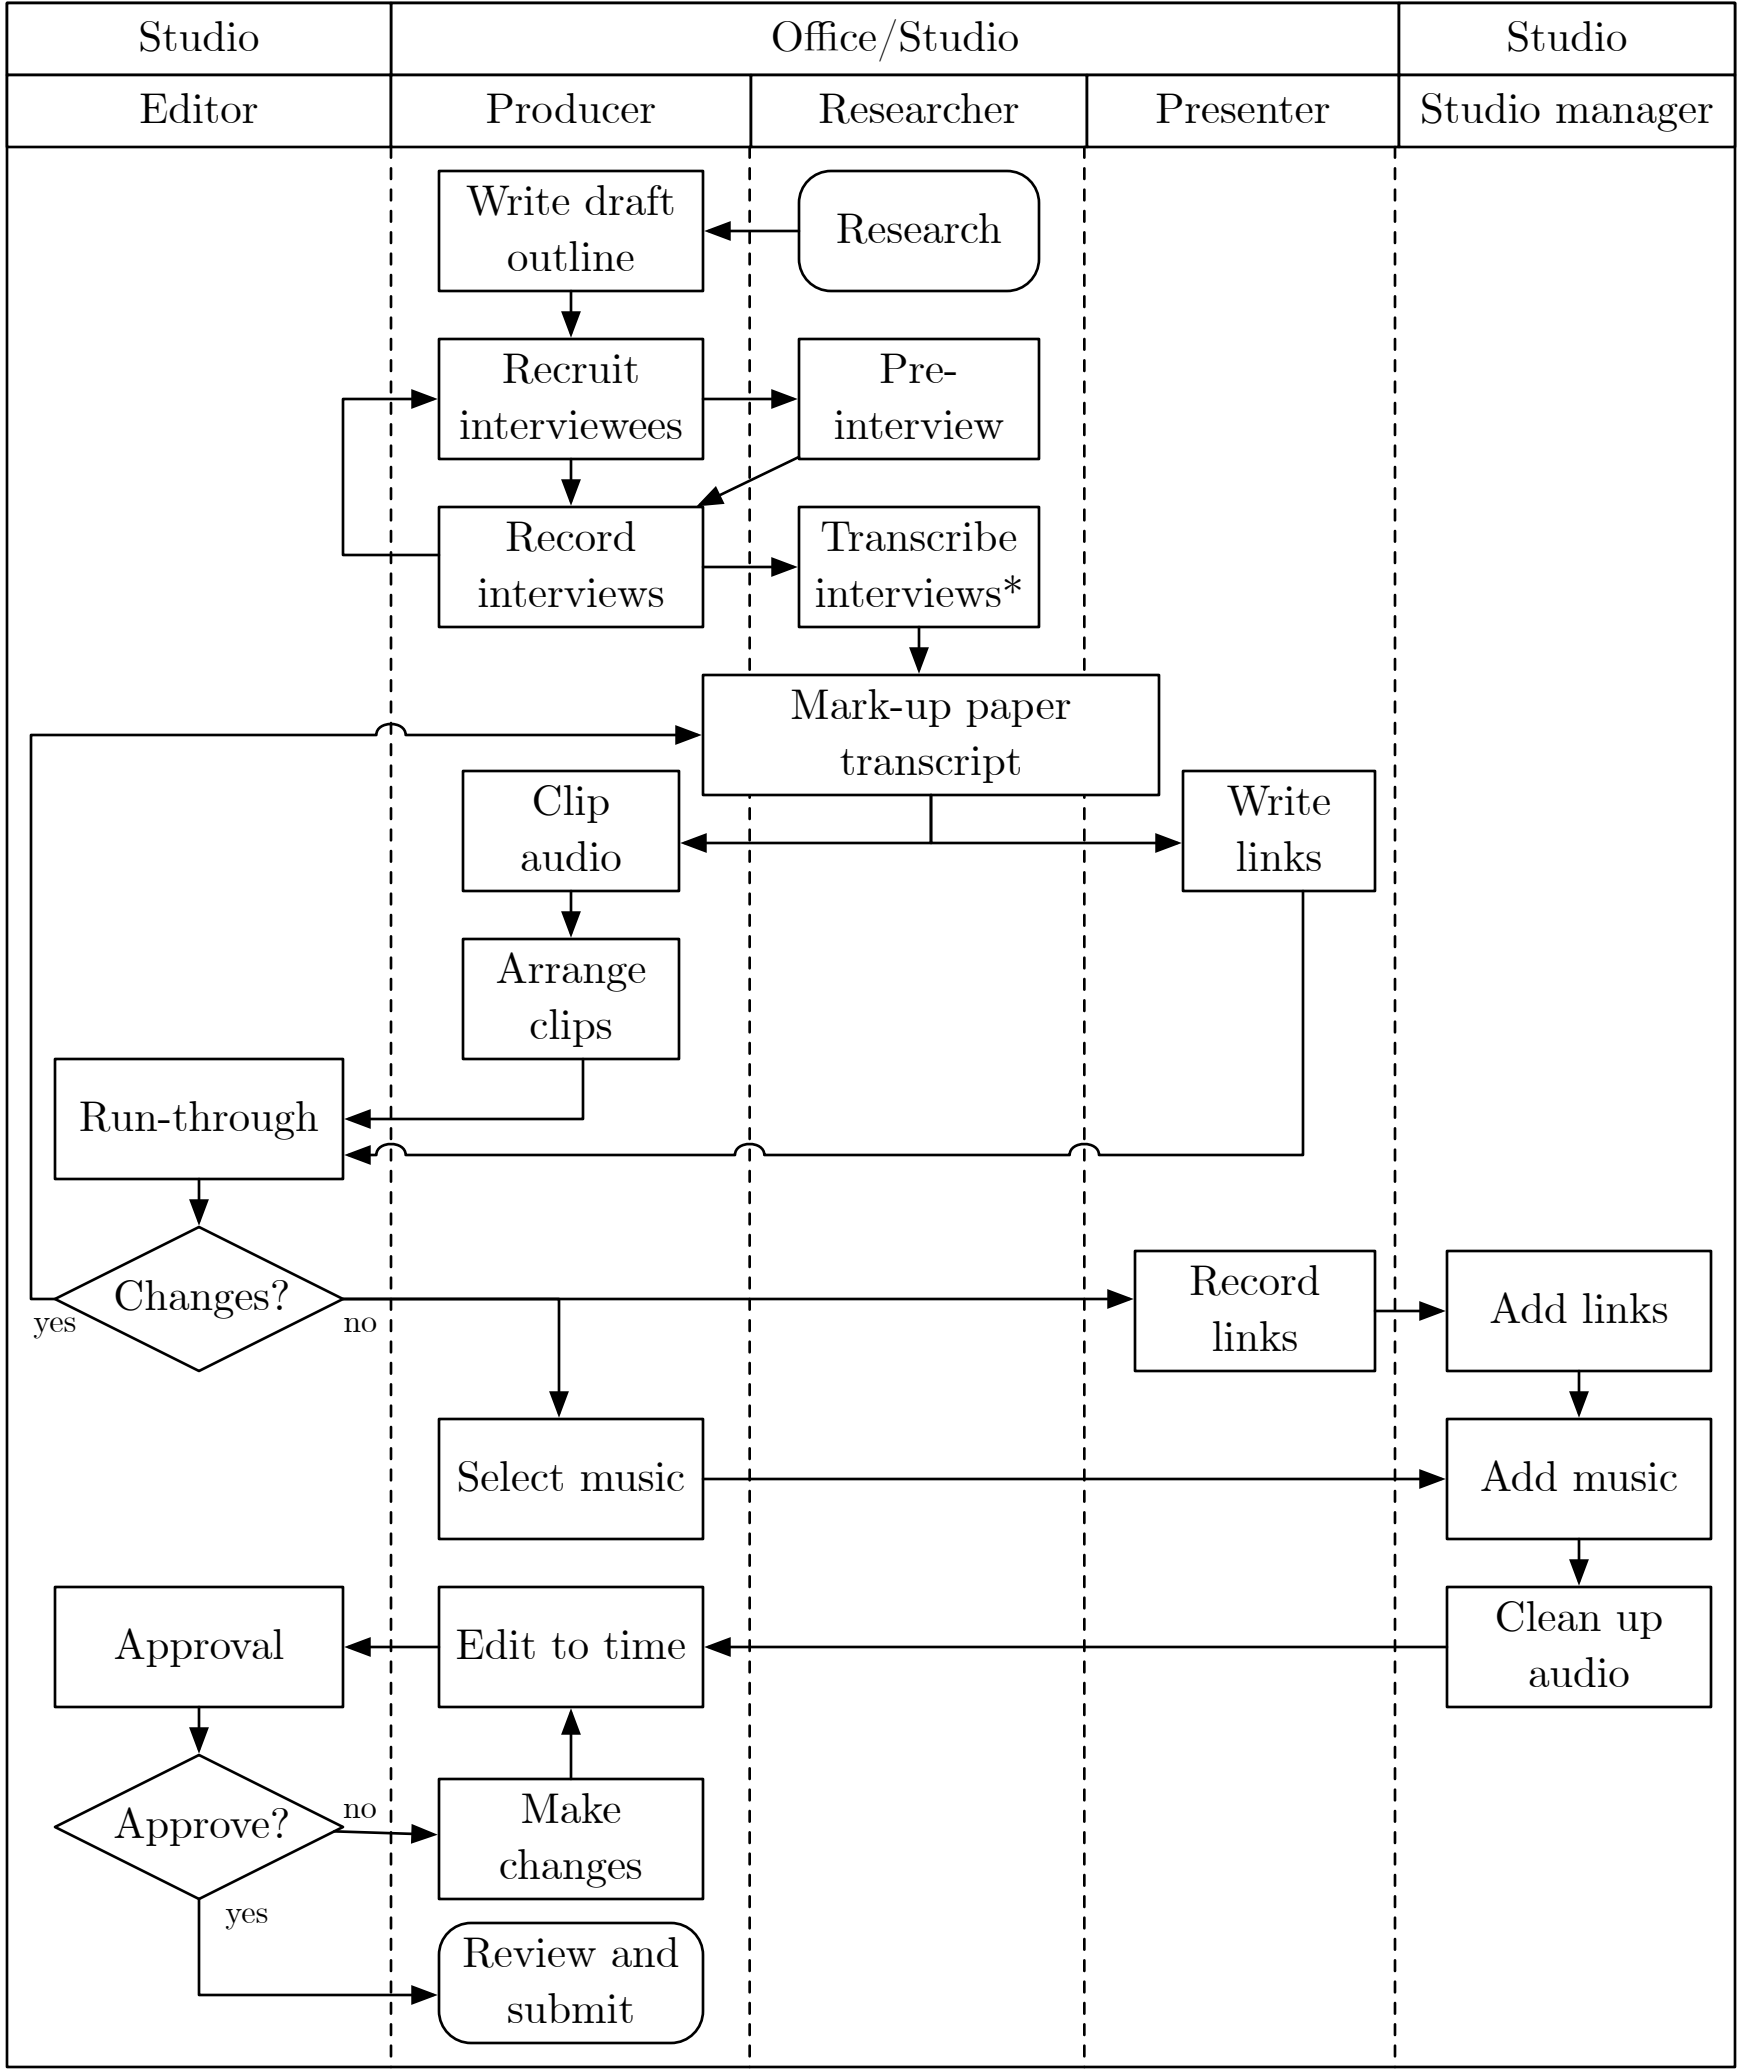 Studio
Office/Studio
Studio
Editor
Producer
Researcher
Presenter
Studio manager
Write draft
outline
Research
Recruit
interviewees
Pre-
interview
Record
interviews
Transcribe
interviews*
Mark-up paper
transcript
Clip
audio
Write
links
Arrange
clips
Run-through
Changes?
yes
no
Record
links
Add links
Select music
Add music
Approval
Edit to time
Clean up
audio
Approve?
no
yes
Make
changes
Review and
submit